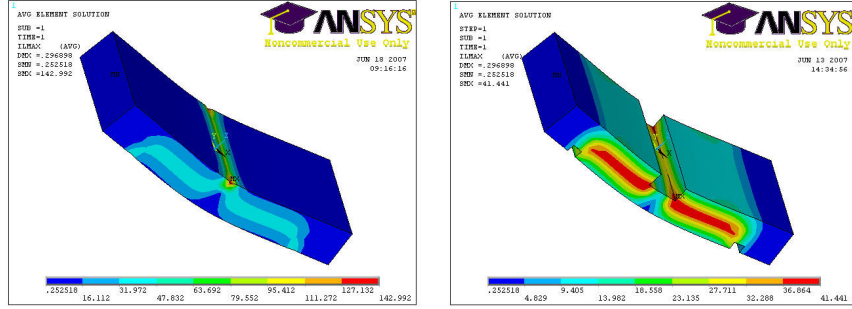 1
AVG ELEMENT SOLUTION
SUB =1
TIME=1
ILMAX (AVG)
DMX =.296898
SMN =.252518
SMX =142.992
ANSYS
Noncommercial Use Only
JUN 18 2007
09:16:16
.252518 31.972 63.692 95.412 127.132
16.112 47.832 79.552 111.272 142.992
1
AVG ELEMENT SOLUTION
STEP=1
SUB =1
TIME=1
ILMAX (AVG)
DMX =.296898
SMN =.252518
SMX =41.441
ANSYS
Noncommercial Use Only
JUN 13 2007
14:34:56
.252518 9.405 18.558 27.711 36.864
4.829 13.982 23.135 32.288 41.441